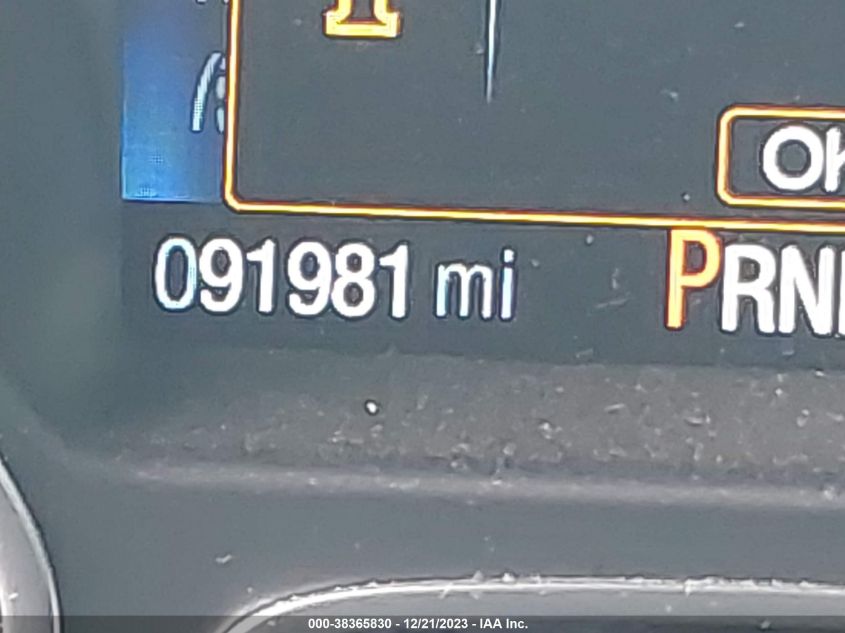 OK
091981 mi PRN
000-38365830 - 12/21/2023 - IAA Inc.